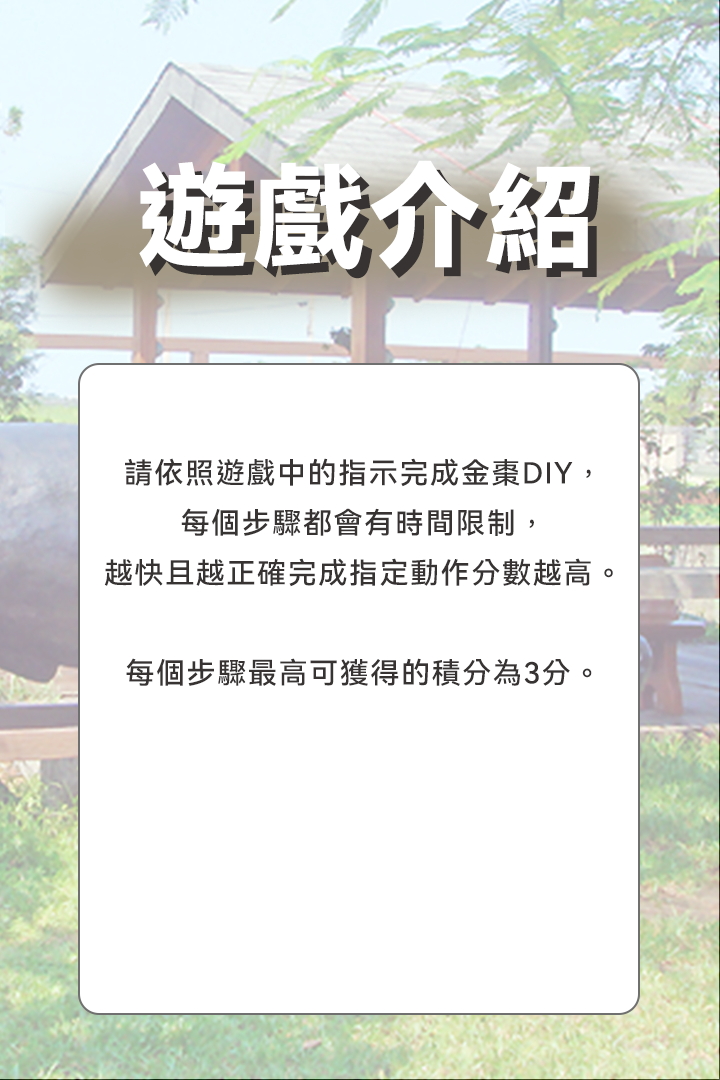 遊戲介紹
請依照遊戲中的指示完成金棗DIY，
每個步驟都會有時間限制，
越快且越正確完成指定動作分數越高。
每個步驟最高可獲得的積分為3分。